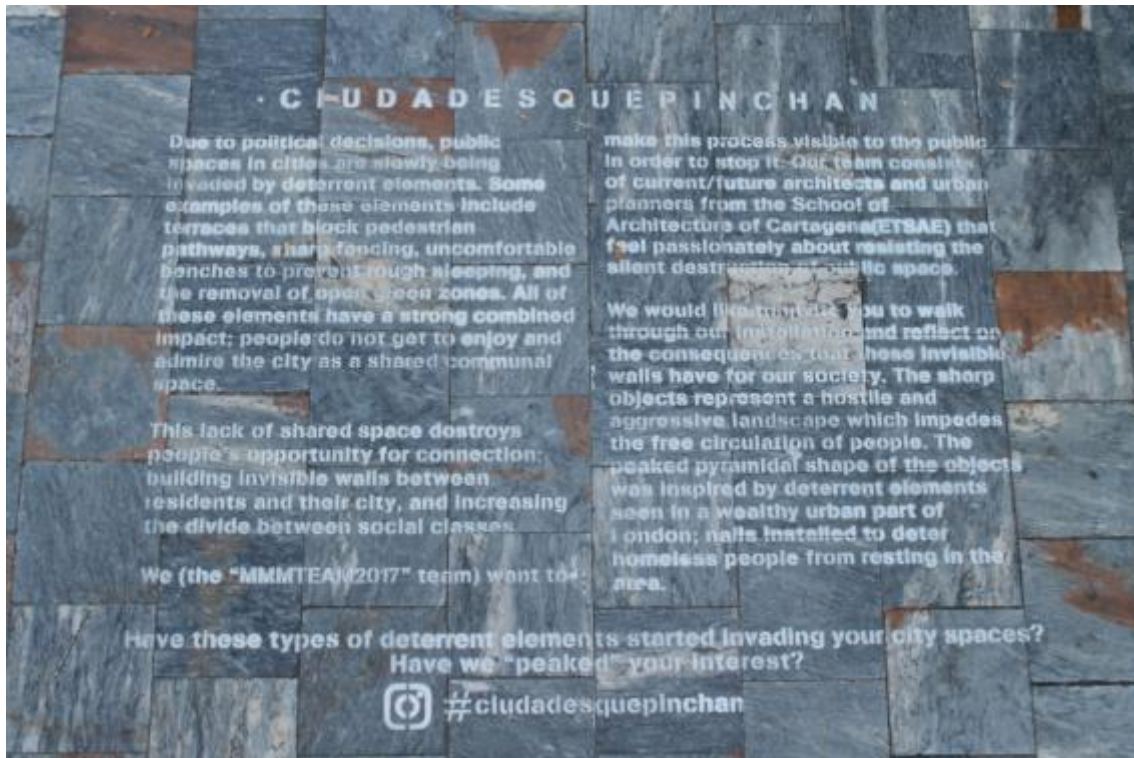 · C I U D A D E S Q U E P I N C H A N
Due to political decisions, public
spaces in cities are slowly being
invaded by deterrent elements. Some
examples of these elements include
terraces that block pedestrian
pathways, sharp fencing, uncomfortable
benches to prevent rough sleeping, and
the removal of open green zones. All of
these elements have a strong combined
impact; people do not get to enjoy and
admire the city as a shared communal
space.
This lack of shared space destroys
people's opportunity for connection,
building invisible walls between
residents and their city, and increasing
the divide between social classes.
We (the "MMMTEAM2017" team) want to
make this process visible to the public
in order to stop it. Our team consists
of current/future architects and urban
planners from the School of
Architecture of Cartagena(ETSAE) that
feel passionately about resisting the
silent destruction of public space.
We would like to invite you to walk
through our installation and reflect on
the consequences that these invisible
walls have for our society. The sharp
objects represent a hostile and
aggressive landscape which impedes
the free circulation of people. The
peaked pyramidal shape of the objects
was inspired by deterrent elements
seen in a wealthy urban part of
London; nails installed to deter
homeless people from resting in the
area.
Have these types of deterrent elements started invading your city spaces?
Have we "peaked" your interest?
#ciudadesquepinchan